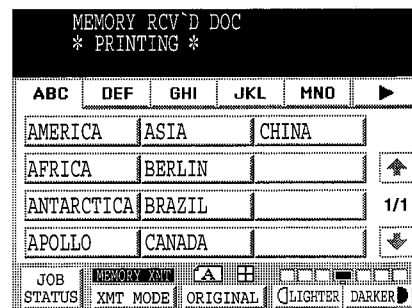 MEMORY RCV`D DOC
* PRINTING *
ABC DEF GHI JKL MNO
AMERICA ASIA CHINA
AFRICA BERLIN
ANTARCTICA BRAZIL 1/1
APOLLO CANADA
JOB STATUS
MEMORY XMT A
XMT MODE ORIGINAL LIGHTER DARKER